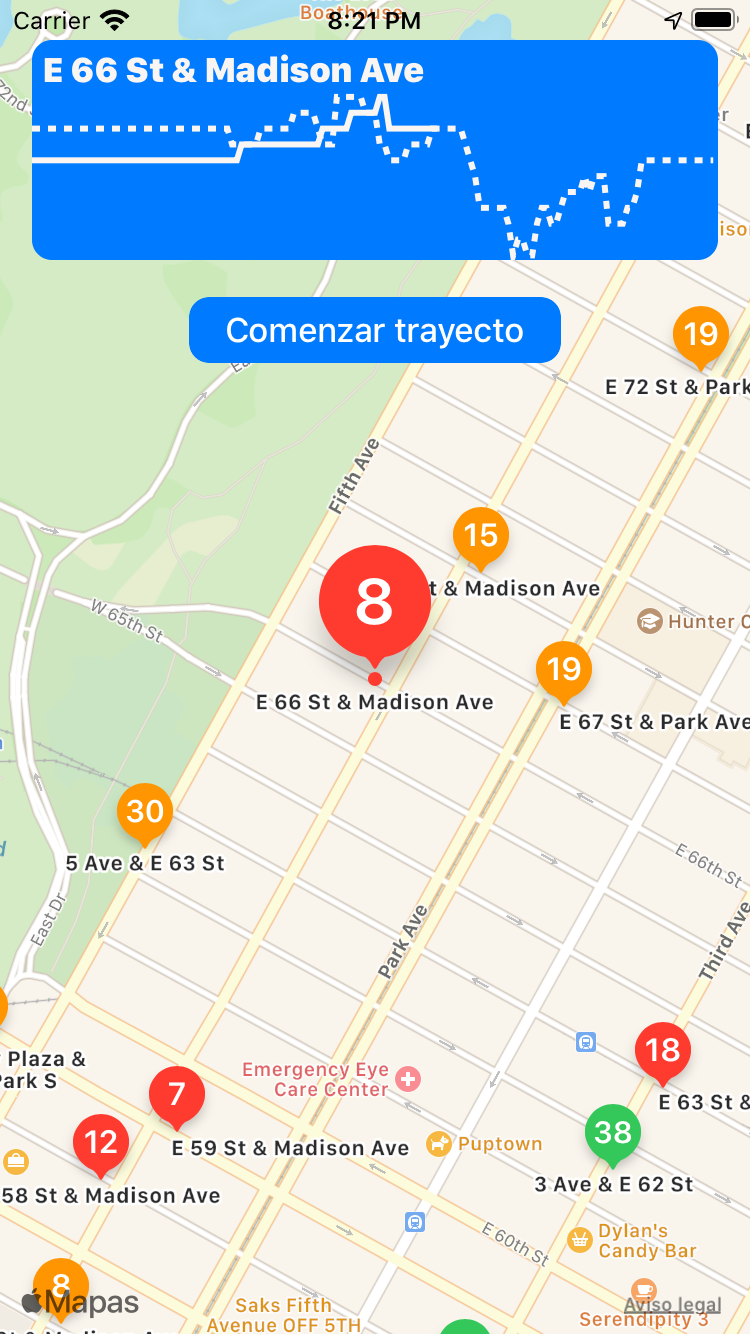 Carrier
8:21 PM
Boathouse
72nd
E 66 St & Madison Ave
Comenzar trayecto
19
E 72 St & Park
Fifth Ave
15
t & Madison Ave
8
W 65th St
Hunter C
E 66 St & Madison Ave
19
E 67 St & Park Ave
30
5 Ave & E 63 St
E 66th St
East Dr
Park Ave
Third Ave
18
E 63 St &
Plaza &
Park S
Emergency Eye
Care Center
7
12
E 59 St & Madison Ave
Puptown
38
3 Ave & E 62 St
58 St & Madison Ave
E 60th St
Dylan's
Candy Bar
8
Mapas
Saks Fifth
Avenue OFF 5TH
Aviso legal
Serendipity 3